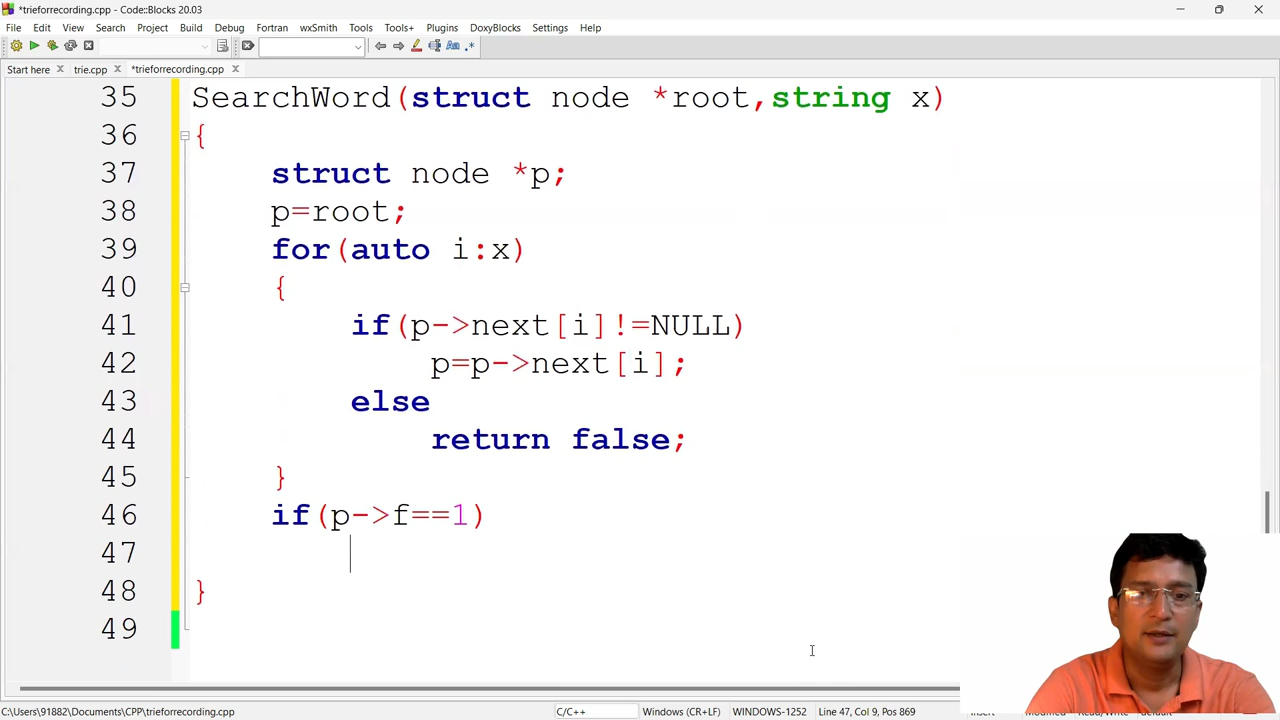 *trieforrecording.cpp - Code::Blocks 20.03
File Edit View Search Project Build Debug Fortran wxSmith Tools Tools+ Plugins DoxyBlocks Settings Help
Start here trie.cpp *trieforrecording.cpp
35 SearchWord(struct node *root,string x)
36 {
37 struct node *p;
38 p=root;
39 for(auto i:x)
40 {
41 if(p->next[i]!=NULL)
42 p=p->next[i];
43 else
44 return false;
45 }
46 if(p->f==1)
47
48 }
49
C:\Users\91882\Documents\CPP\trieforrecording.cpp C/C++ Windows (CR+LF) WINDOWS-1252 Line 47, Col 9, Pos 869